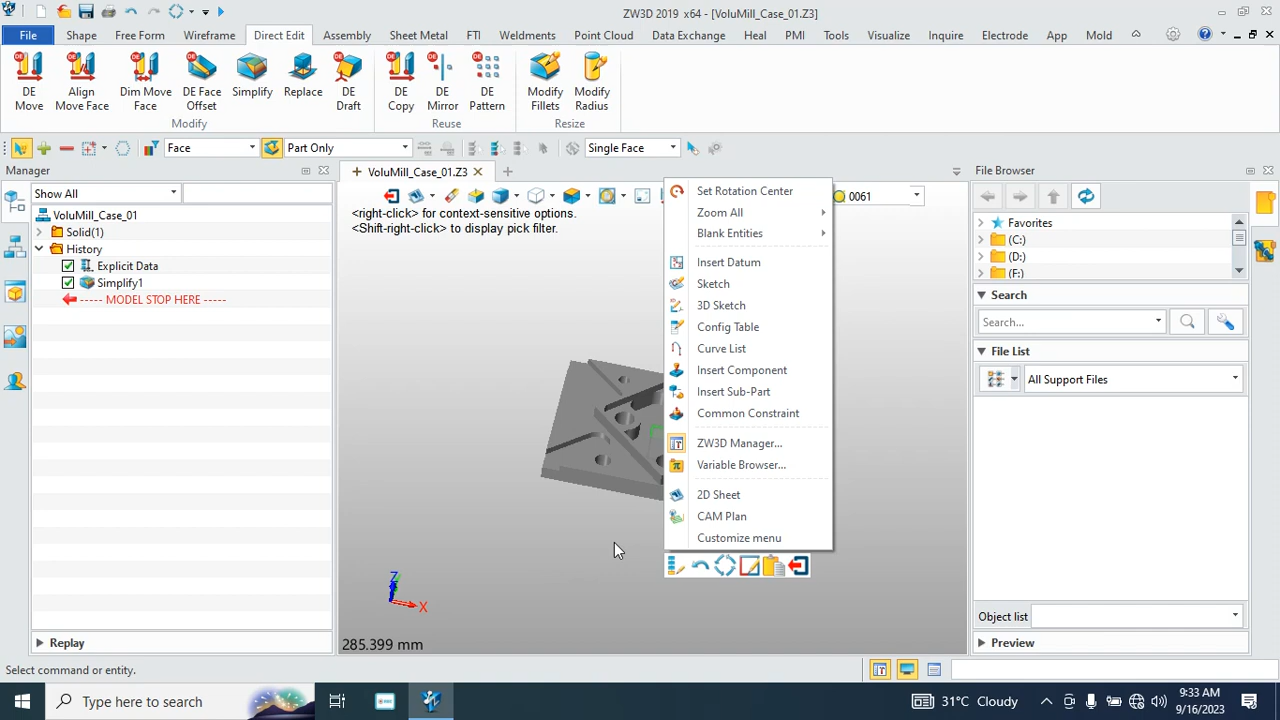 ZW3D 2019 x64 - [VoluMill_Case_01.Z3]
File Shape Free Form Wireframe Direct Edit Assembly Sheet Metal FTI Weldments Point Cloud Data Exchange Heal PMI Tools Visualize Inquire Electrode App Mold
DE Move
Align Move Face
Dim Move Face
DE Face Offset
Simplify
Replace
DE Draft
DE Copy
DE Mirror
DE Pattern
Modify Fillets
Modify Radius
Modify Reuse Resize
Face Part Only Single Face
Manager
VoluMill_Case_01.Z3
File Browser
Show All
VoluMill_Case_01
Solid(1)
History
Explicit Data
Simplify1
----- MODEL STOP HERE -----
Replay
<right-click> for context-sensitive options.
<Shift-right-click> to display pick filter.
0061
Set Rotation Center
Zoom All
Blank Entities
Insert Datum
Sketch
3D Sketch
Config Table
Curve List
Insert Component
Insert Sub-Part
Common Constraint
ZW3D Manager...
Variable Browser...
2D Sheet
CAM Plan
Customize menu
Z
X
285.399 mm
Favorites
(C:)
(D:)
(F:)
Search
Search...
File List
All Support Files
Object list
Preview
Select command or entity.
Type here to search
31°C Cloudy
9:33 AM
9/16/2023